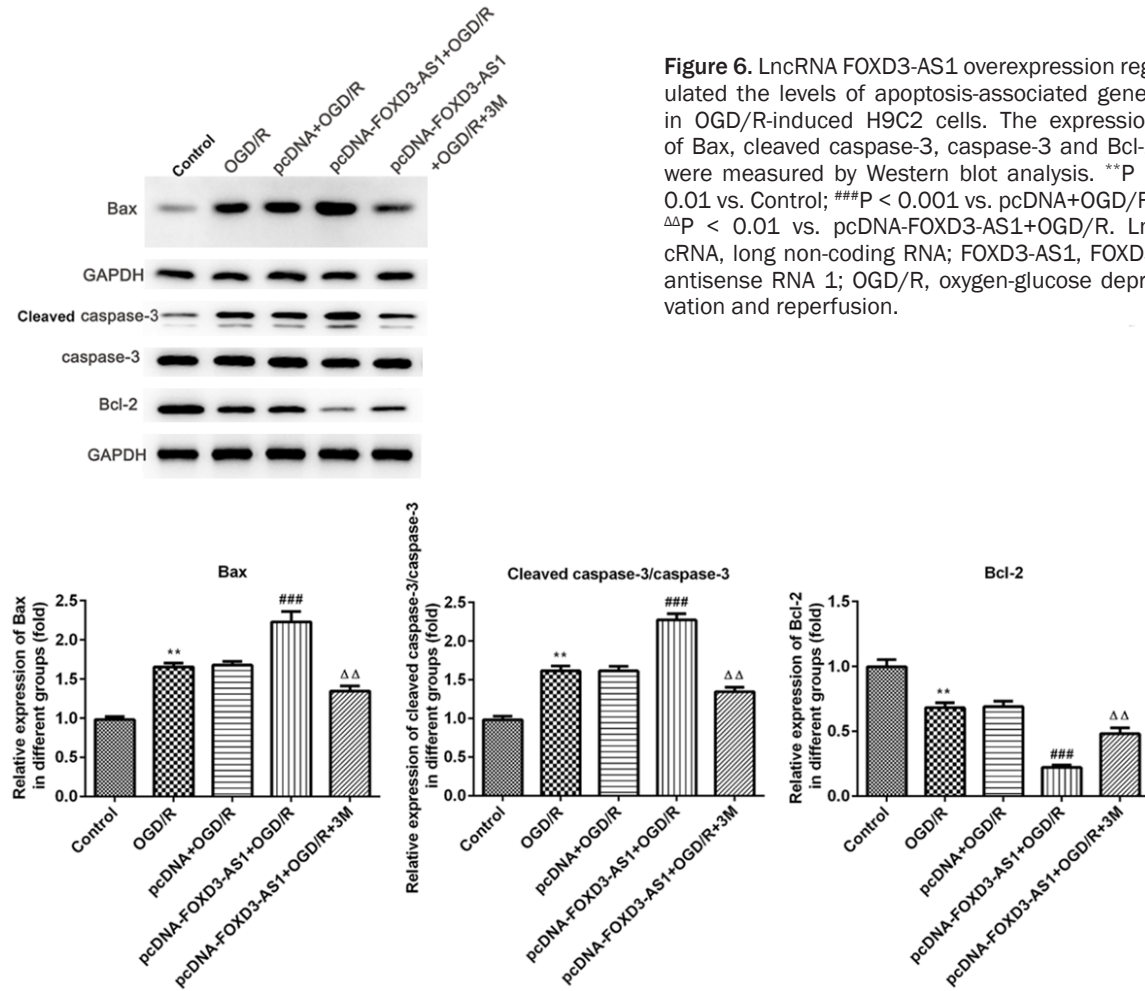 Control
OGD/R
pcDNA+OGD/R
pcDNA-FOXD3-AS1+OGD/R
pcDNA-FOXD3-AS1
+OGD/R+3M
Bax
GAPDH
Cleaved caspase-3
caspase-3
Bcl-2
GAPDH
Figure 6. LncRNA FOXD3-AS1 overexpression reg
ulated the levels of apoptosis-associated gene
in OGD/R-induced H9C2 cells. The expressio
of Bax, cleaved caspase-3, caspase-3 and Bcl-
were measured by Western blot analysis. **P
0.01 vs. Control; ###P < 0.001 vs. pcDNA+OGD/R
ΔΔP < 0.01 vs. pcDNA-FOXD3-AS1+OGD/R. Ln
cRNA, long non-coding RNA; FOXD3-AS1, FOXD
antisense RNA 1; OGD/R, oxygen-glucose depr
vation and reperfusion.
Bax
Relative expression of Bax
in different groups (fold)
2.5
2.0
1.5
1.0
0.5
0.0
**
###
ΔΔ
Control
OGD/R
pcDNA+OGD/R
pcDNA-FOXD3-AS1+OGD/R
pcDNA-FOXD3-AS1+OGD/R+3M
Cleaved caspase-3/caspase-3
Relative expression of cleaved caspase-3/caspase-3
in different groups (fold)
2.5
2.0
1.5
1.0
0.5
0.0
**
###
ΔΔ
Control
OGD/R
pcDNA+OGD/R
pcDNA-FOXD3-AS1+OGD/R
pcDNA-FOXD3-AS1+OGD/R+3M
Bcl-2
Relative expression of Bcl-2
in different groups (fold)
1.5
1.0
0.5
0.0
**
###
ΔΔ
Control
OGD/R
pcDNA+OGD/R
pcDNA-FOXD3-AS1+OGD/R
pcDNA-FOXD3-AS1+OGD/R+3M